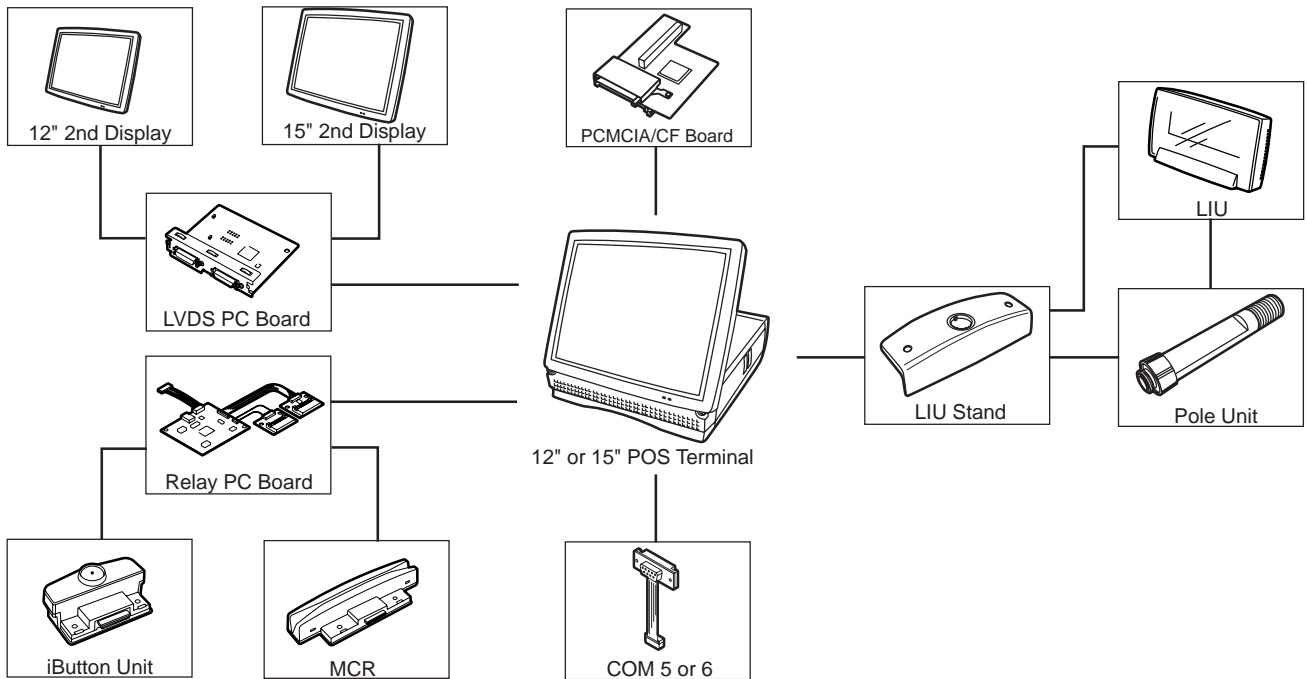 12" 2nd Display
15" 2nd Display
PCMCIA/CF Board
LIU
LVDS PC Board
LIU Stand
Pole Unit
12" or 15" POS Terminal
Relay PC Board
iButton Unit
MCR
COM 5 or 6